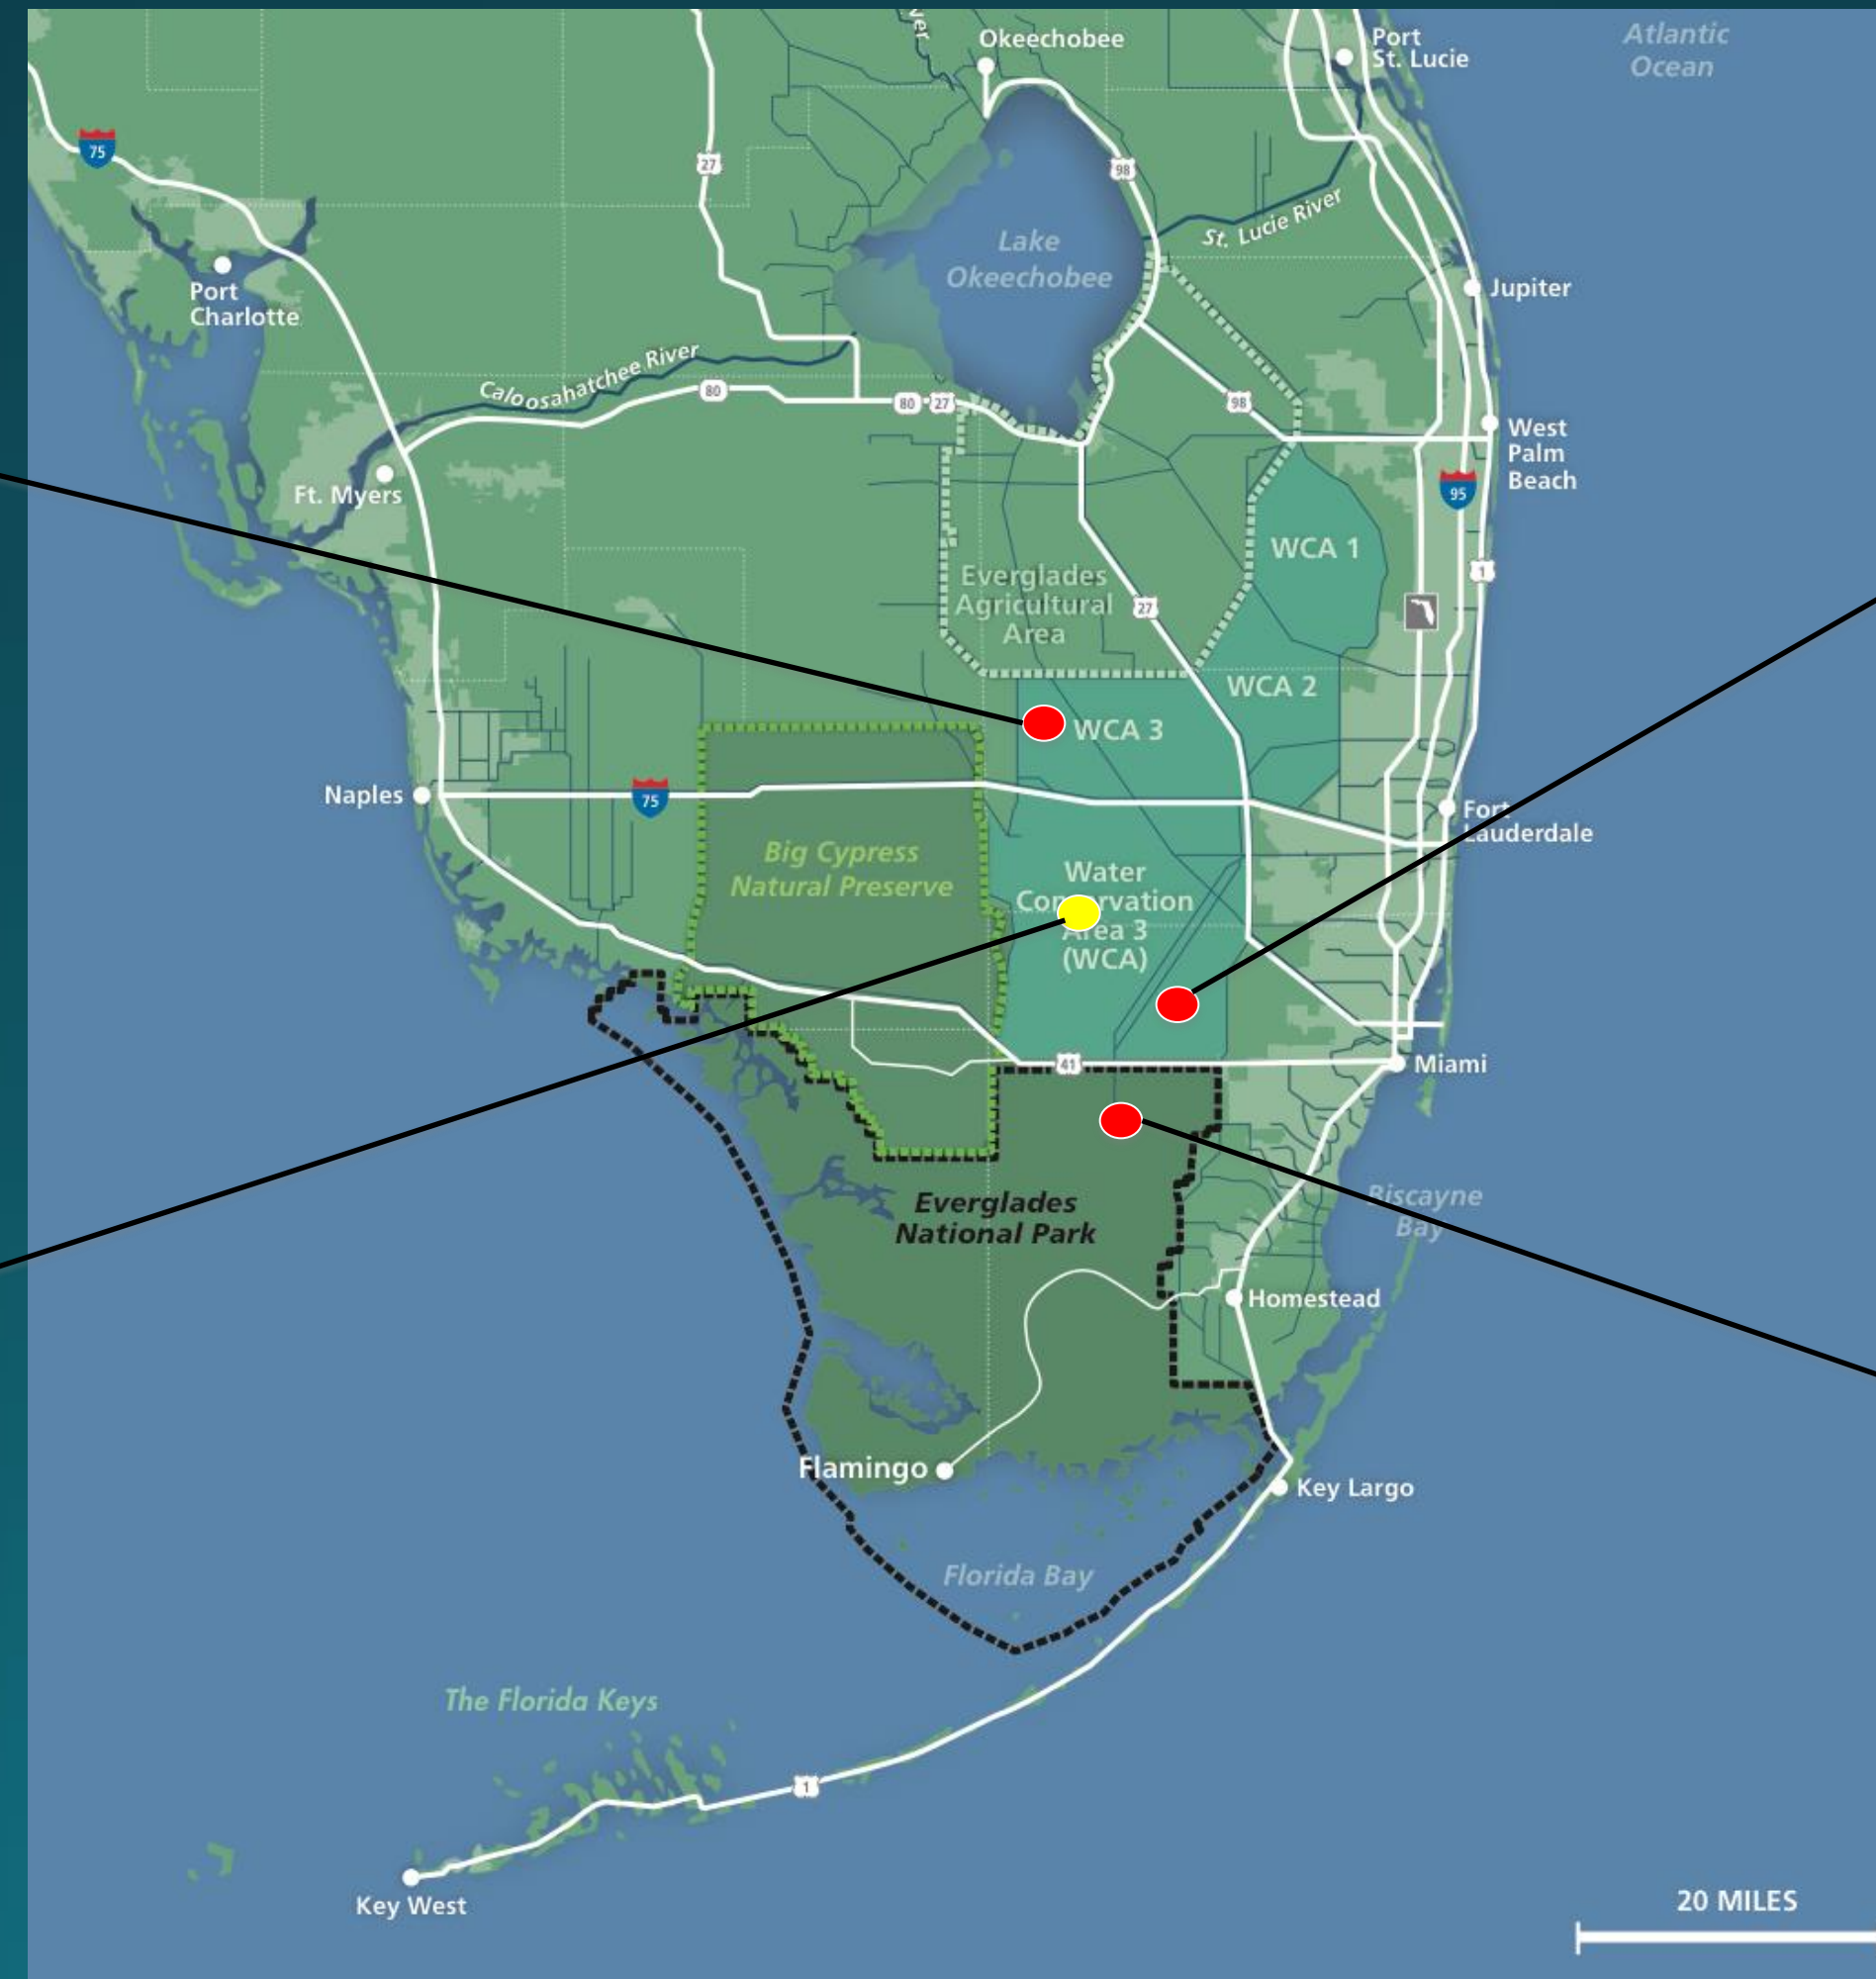 Okeechobee
ver
Port
St. Lucie
Atlantic
Ocean
75
27
98
St. Lucie River
Lake
Okeechobee
Port
Charlotte
Jupiter
Caloosahatchee River
80
80
27
98
West
Palm
Beach
Ft. Myers
95
WCA 1
1
Everglades
Agricultural
Area
27
WCA 2
WCA 3
Naples
75
Fort
Lauderdale
Big Cypress
Natural Preserve
Water
Area 3
(WCA)
41
Miami
Everglades
National Park
Biscayne
Bay
Homestead
Flamingo
Key Largo
Florida Bay
The Florida Keys
1
Key West
20 MILES